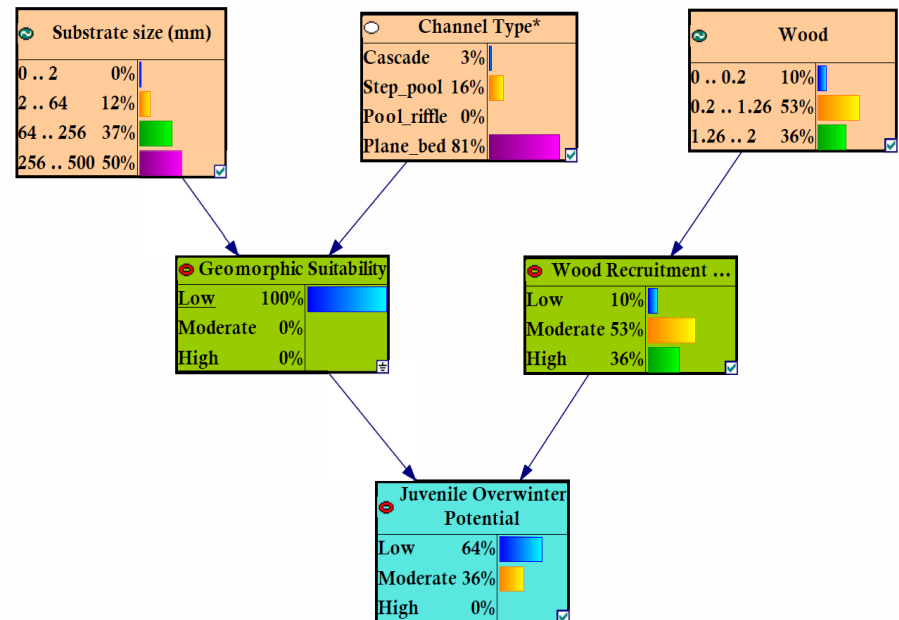 Substrate size (mm)
0 .. 2 0%
2 .. 64 12%
64 .. 256 37%
256 .. 500 50%
Channel Type*
Cascade 3%
Step_pool 16%
Pool_riffle 0%
Plane_bed 81%
Wood
0 .. 0.2 10%
0.2 .. 1.26 53%
1.26 .. 2 36%
Geomorphic Suitability
Low 100%
Moderate 0%
High 0%
Wood Recruitment ...
Low 10%
Moderate 53%
High 36%
Juvenile Overwinter
Potential
Low 64%
Moderate 36%
High 0%